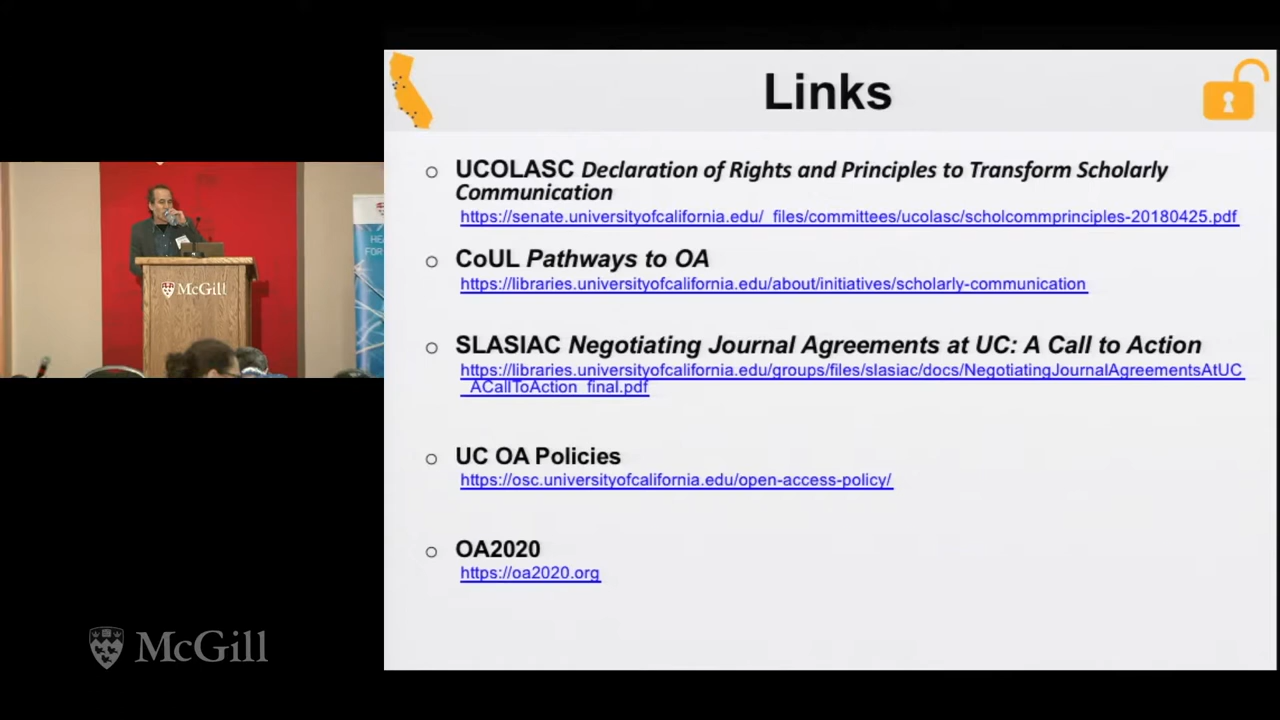 Links
UCOLASC Declaration of Rights and Principles to Transform Scholarly
Communication
https://senate.universityofcalifornia.edu/_files/committees/ucolasc/scholcommprinciples-20180425.pdf
CoUL Pathways to OA
https://libraries.universityofcalifornia.edu/about/initiatives/scholarly-communication
SLASIAC Negotiating Journal Agreements at UC: A Call to Action
https://libraries.universityofcalifornia.edu/groups/files/slasiac/docs/NegotiatingJournalAgreementsAtUC
_ACallToAction_final.pdf
UC OA Policies
https://osc.universityofcalifornia.edu/open-access-policy/
OA2020
https://oa2020.org
McGill
McGill